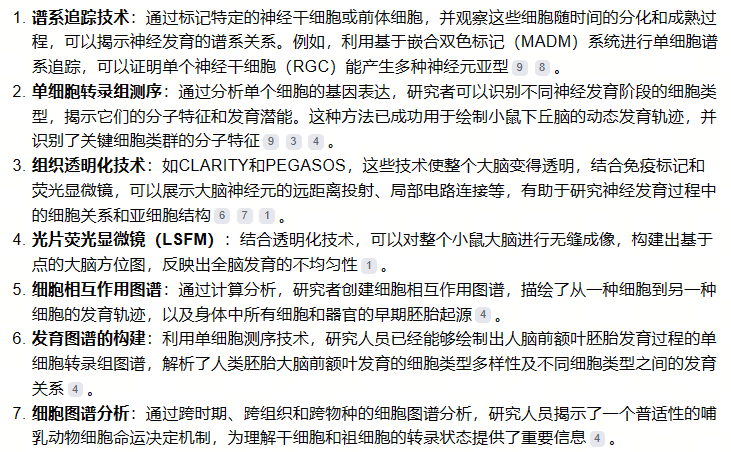 1. 谱系追踪技术：通过标记特定的神经干细胞或前体细胞，并观察这些细胞随时间的分化和成熟过
程，可以揭示神经发育的谱系关系。例如，利用基于嵌合双色标记（MADM）系统进行单细胞谱
系追踪，可以证明单个神经干细胞（RGC）能产生多种神经元亚型 9 8 。
2. 单细胞转录组测序：通过分析单个细胞的基因表达，研究者可以识别不同神经发育阶段的细胞类
型，揭示它们的分子特征和发育潜能。这种方法已成功用于绘制小鼠下丘脑的动态发育轨迹，并
识别了关键细胞类群的分子特征 9 3 4 。
3. 组织透明化技术：如CLARITY和PEGASOS，这些技术使整个大脑变得透明，结合免疫标记和
荧光显微镜，可以展示大脑神经元的远距离投射、局部电路连接等，有助于研究神经发育过程中
的细胞关系和亚细胞结构 6 7 1 。
4. 光片荧光显微镜（LSFM）：结合透明化技术，可以对整个小鼠大脑进行无缝成像，构建出基于
点的大脑方位图，反映出全脑发育的不均匀性 1 。
5. 细胞相互作用图谱：通过计算分析，研究者创建细胞相互作用图谱，描绘了从一种细胞到另一种
细胞的发育轨迹，以及身体中所有细胞和器官的早期胚胎起源 4 。
6. 发育图谱的构建：利用单细胞测序技术，研究人员已经能够绘制出人脑前额叶胚胎发育过程的单
细胞转录组图谱，解析了人类胚胎大脑前额叶发育的细胞类型多样性及不同细胞类型之间的发育
关系 4 。
7. 细胞图谱分析：通过跨时期、跨组织和跨物种的细胞图谱分析，研究人员揭示了一个普适性的哺
乳动物细胞命运决定机制，为理解干细胞和祖细胞的转录状态提供了重要信息 4 。